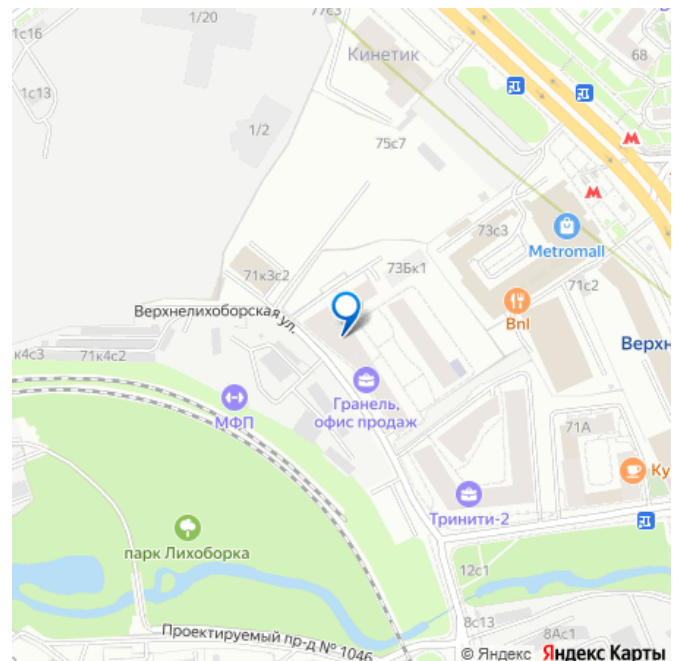 77с3
1/20
1с16
Кинетик
68
1с13
1/2
75с7
73с3
Metromall
73Бк1
71к3с2
71с2
Верхнелихоборская ул.
Bnl
Верхн
к4с3
71к4с2
Гранель,
офис продаж
МФП
71А
Ку
Тринити-2
парк Лихоборка
12с1
8с13
Проектируемый пр-д № 1046
8Ас1
© Яндекс Яндекс Карты